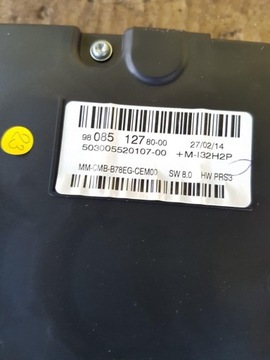 98 085 127 80-00 27/02/14
503005520107-00 +M-I32H2P
MM-CMB-B78EG-CEM00 SW 8.0 HW PRS3